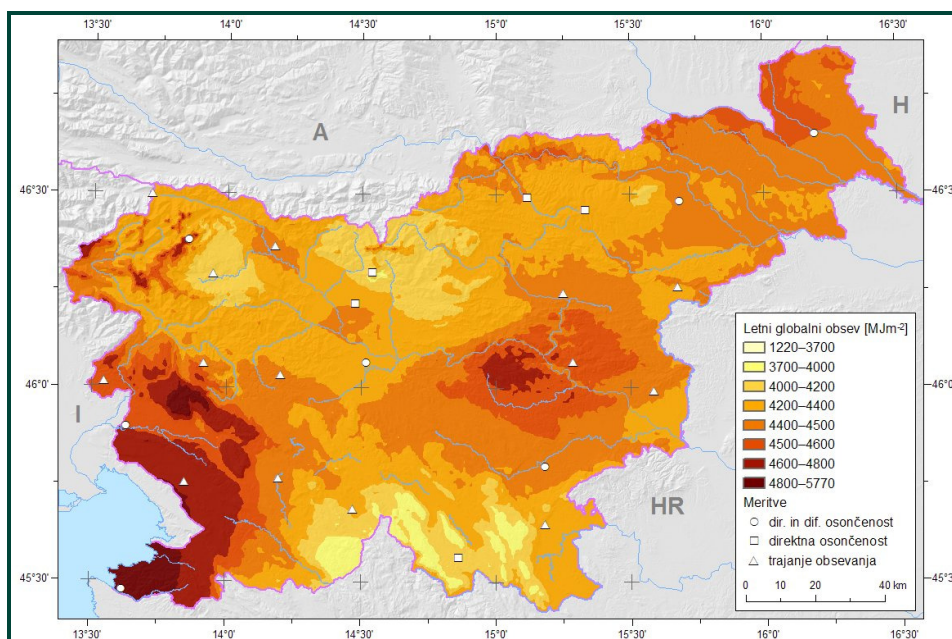 13°30' 14°0' 14°30' 15°0' 15°30' 16°0' 16°30'
A
H
46°30' 46°30'
46°0' 46°0'
I
HR
45°30' 45°30'
Letni globalni obsev [MJm-²]
1220–3700
3700–4000
4000–4200
4200–4400
4400–4500
4500–4600
4600–4800
4800–5770
Meritve
dir. in dif. osončenost
direktna osončenost
trajanje obsevanja
0 10 20 40 km
13°30' 14°0' 14°30' 15°0' 15°30' 16°0'